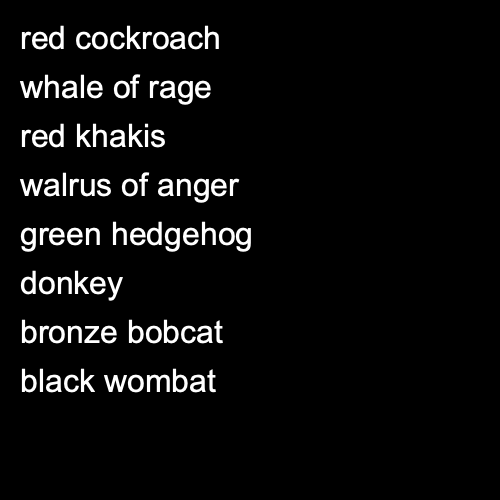 red cockroach
whale of rage
red khakis
walrus of anger
green hedgehog
donkey
bronze bobcat
black wombat